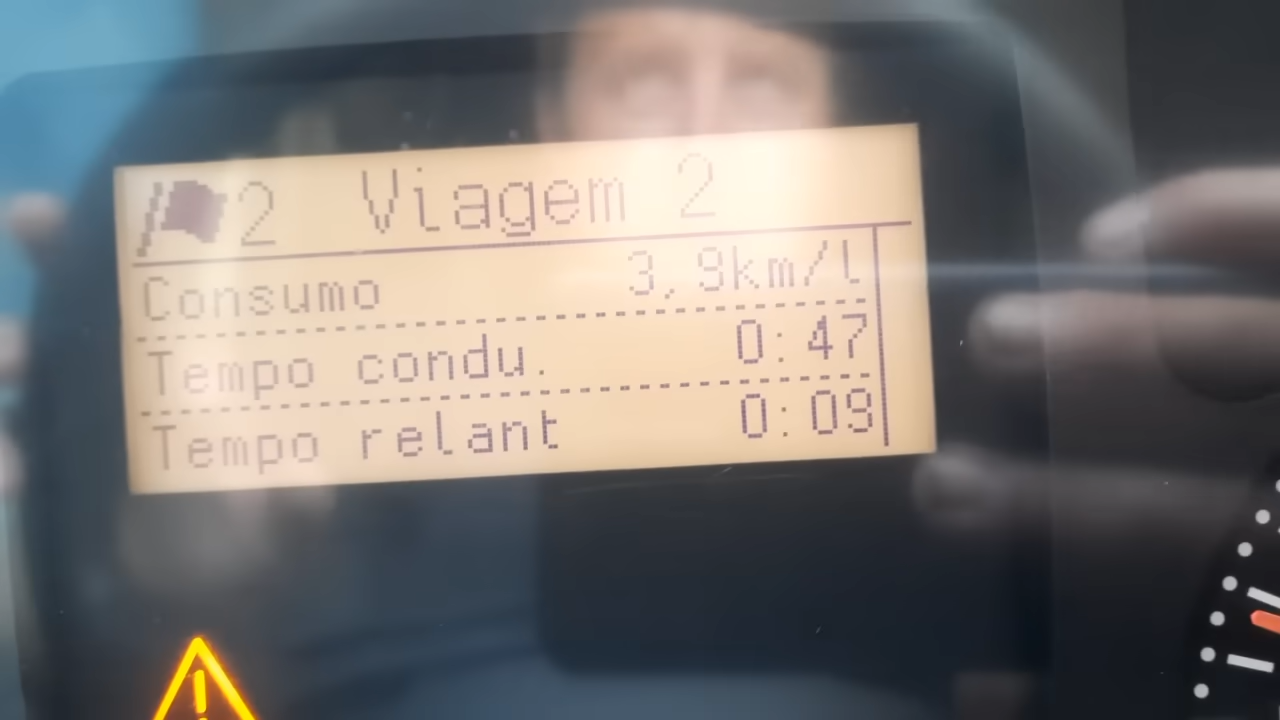 2 Viagem 2
Consumo 3,9km/l
Tempo condu. 0:47
Tempo relant 0:09